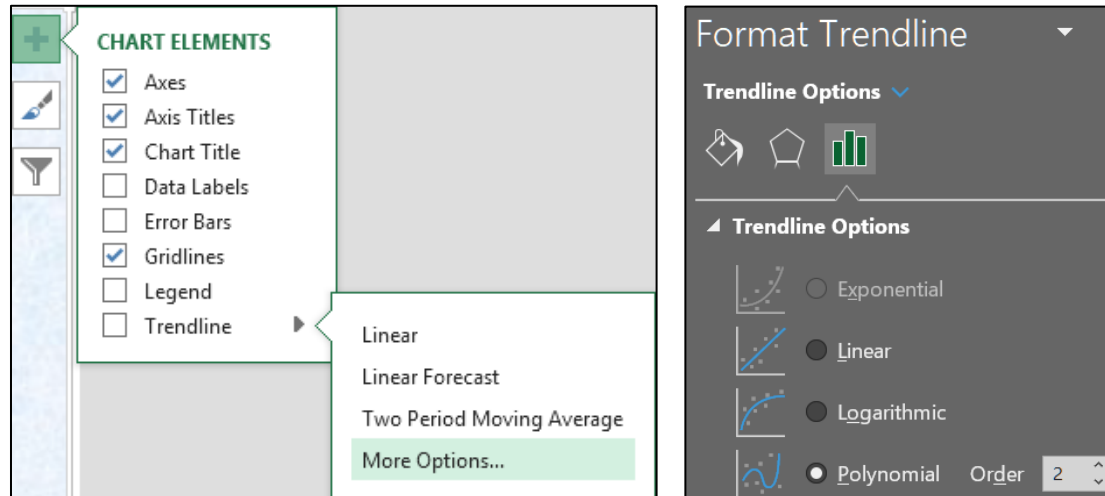 CHART ELEMENTS
Axes
Axis Titles
Chart Title
Data Labels
Error Bars
Gridlines
Legend
Trendline
Linear
Linear Forecast
Two Period Moving Average
More Options...
Format Trendline
Trendline Options
Trendline Options
Exponential
Linear
Logarithmic
Polynomial Order 2